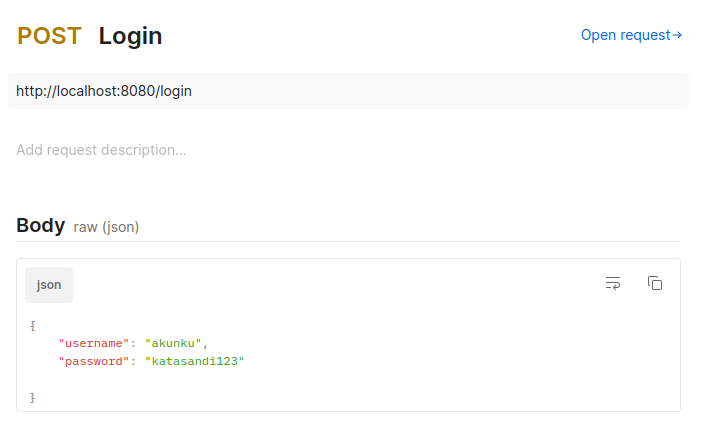 POST Login
Open request→
http://localhost:8080/login
Add request description...
Body raw (json)
json
{
    "username": "akunku",
    "password": "katasandi123"
}